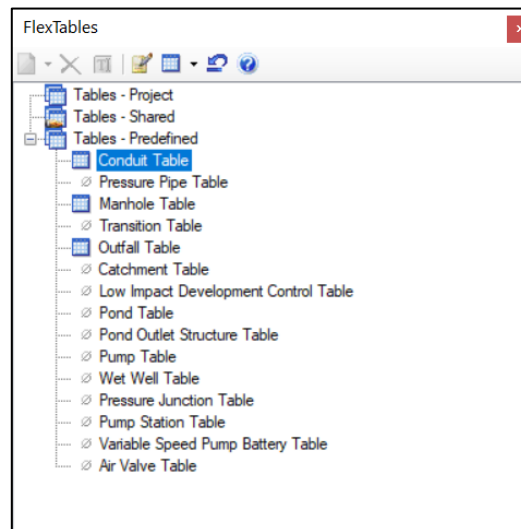 FlexTables
Tables - Project
Tables - Shared
Tables - Predefined
Conduit Table
Pressure Pipe Table
Manhole Table
Transition Table
Outfall Table
Catchment Table
Low Impact Development Control Table
Pond Table
Pond Outlet Structure Table
Pump Table
Wet Well Table
Pressure Junction Table
Pump Station Table
Variable Speed Pump Battery Table
Air Valve Table